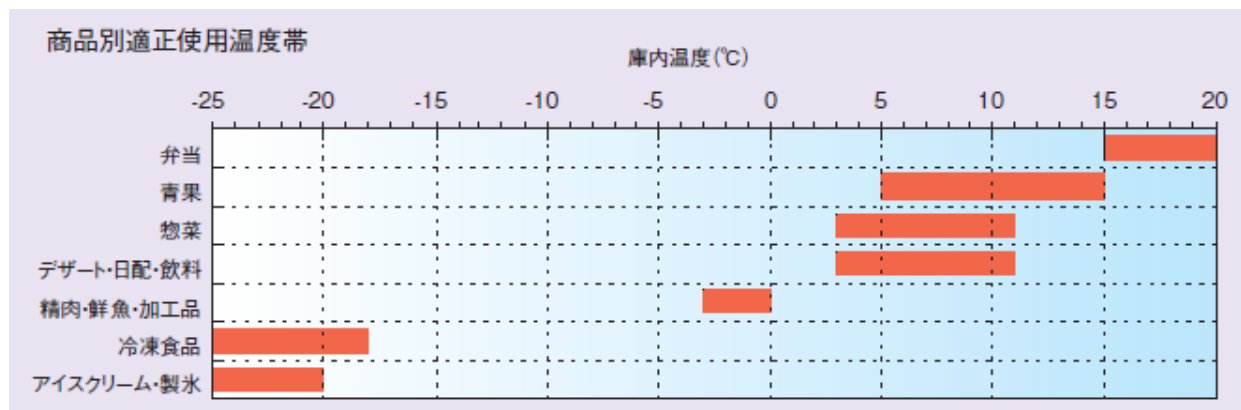 商品別適正使用温度帯
庫内温度(℃)
-25 -20 -15 -10 -5 0 5 10 15 20
弁当
青果
惣菜
デザート・日配・飲料
精肉・鮮魚・加工品
冷凍食品
アイスクリーム・製氷